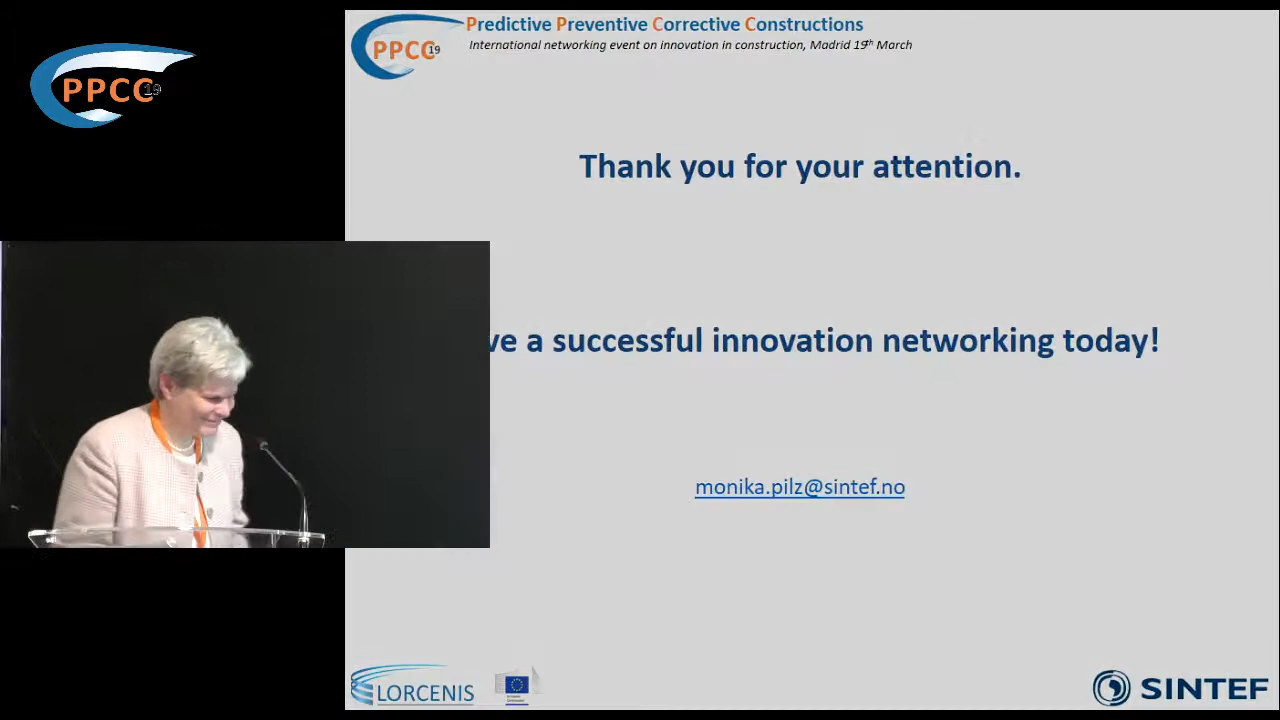 PPCC19
PPCC19
Predictive Preventive Corrective Constructions
International networking event on innovation in construction, Madrid 19th March
Thank you for your attention.
ve a successful innovation networking today!
monika.pilz@sintef.no
LORCENIS
SINTEF